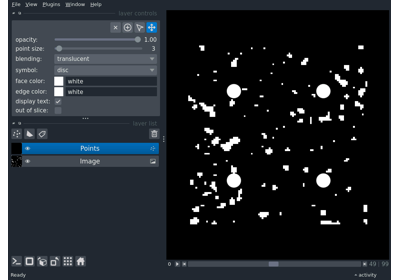 File View Plugins Window Help
layer controls
opacity: 1.00
point size: 3
blending: translucent
symbol: disc
face color: white
edge color: white
display text:
out of slice:
layer list
Points
Image
49 99
Ready
activity